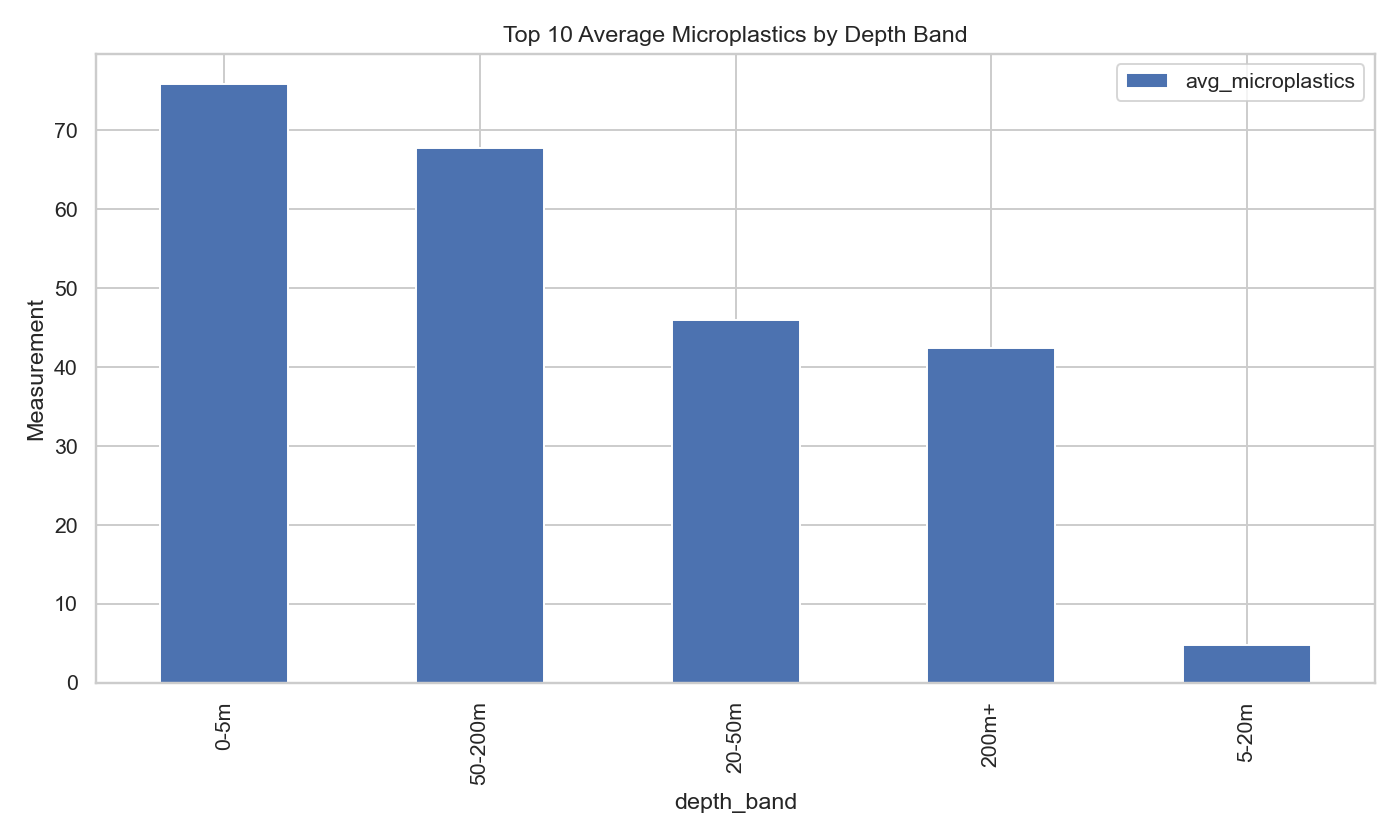 Top 10 Average Microplastics by Depth Band
avg_microplastics
Measurement
70
60
50
40
30
20
10
0
0-5m
50-200m
20-50m
200m+
5-20m
depth_band